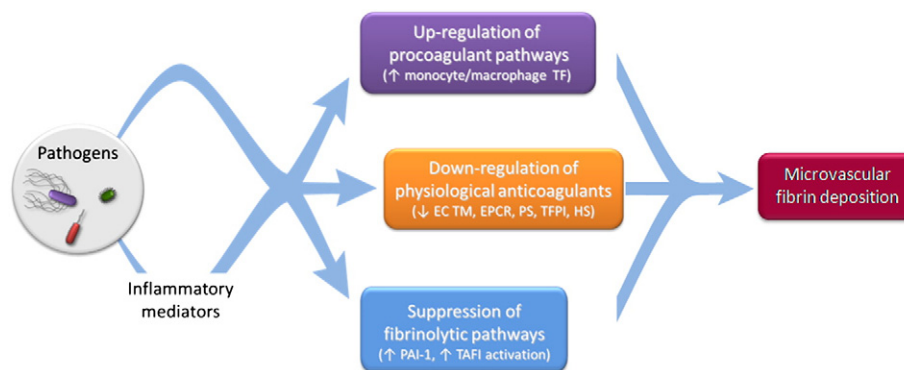 Pathogens
Inflammatory
mediators
Up-regulation of
procoagulant pathways
(↑ monocyte/macrophage TF)
Down-regulation of
physiological anticoagulants
(↓ EC TM, EPCR, PS, TFPI, HS)
Suppression of
fibrinolytic pathways
(↑ PAI-1, ↑ TAFI activation)
Microvascular
fibrin deposition